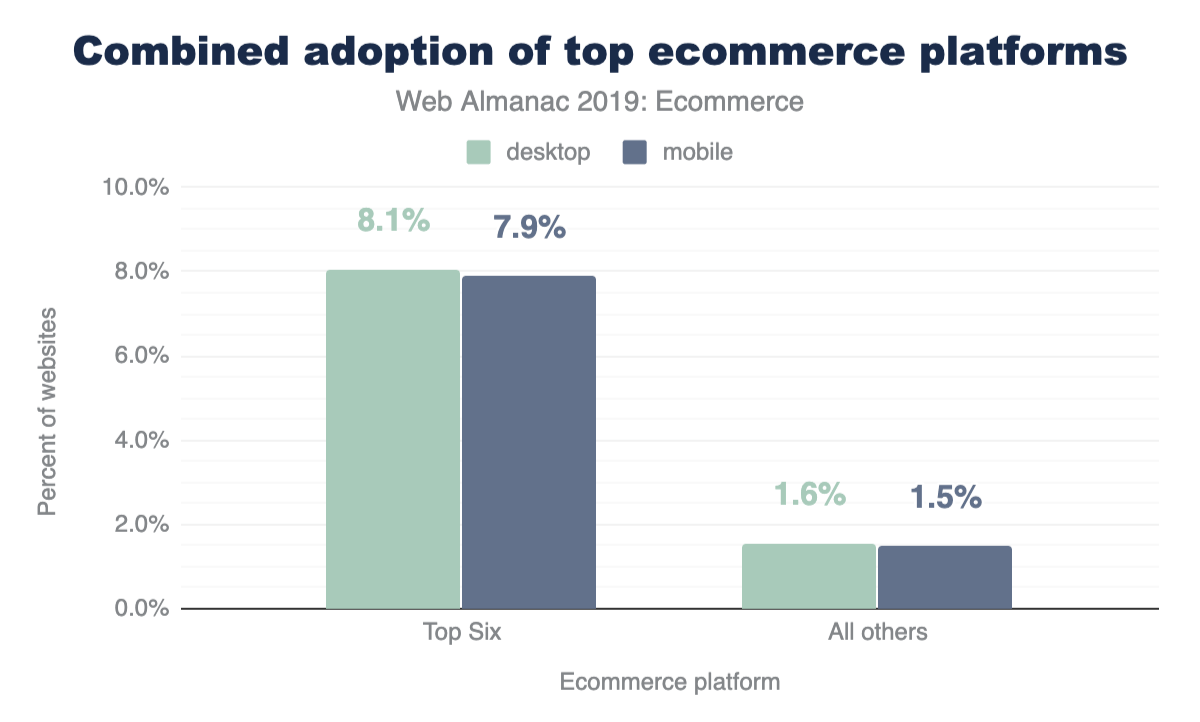 Combined adoption of top ecommerce platforms
Web Almanac 2019: Ecommerce
desktop mobile
10.0%
8.0%
6.0%
4.0%
2.0%
0.0%
Percent of websites
8.1% 7.9%
1.6% 1.5%
Top Six All others
Ecommerce platform